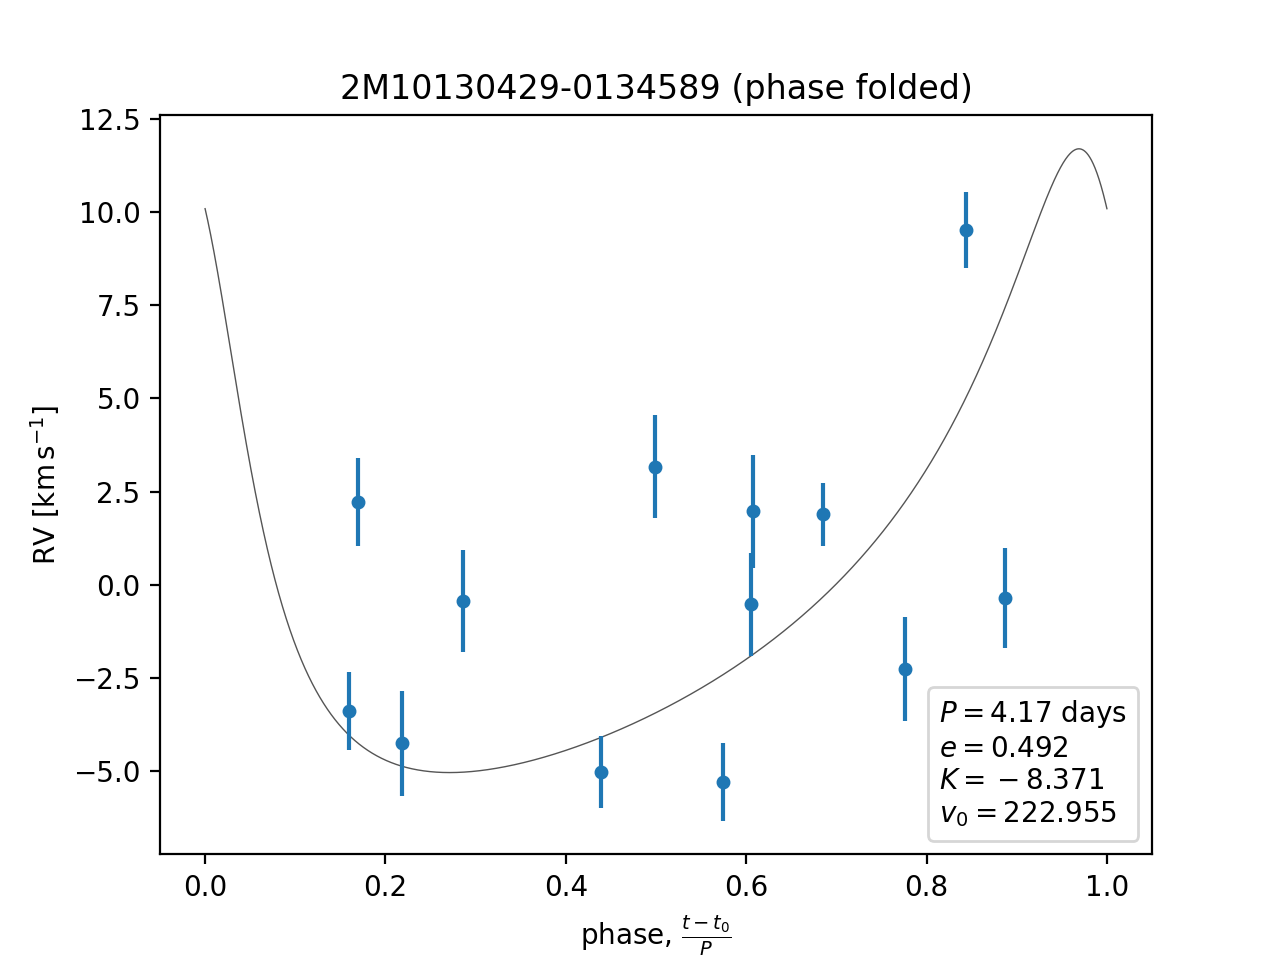 2M10130429-0134589 (phase folded)
12.5
10.0
7.5
5.0
2.5
0.0
−2.5
−5.0
RV [km s⁻¹]
P = 4.17 days
e = 0.492
K = −8.371
v₀ = 222.955
0.0 0.2 0.4 0.6 0.8 1.0
phase, (t − t₀)/P